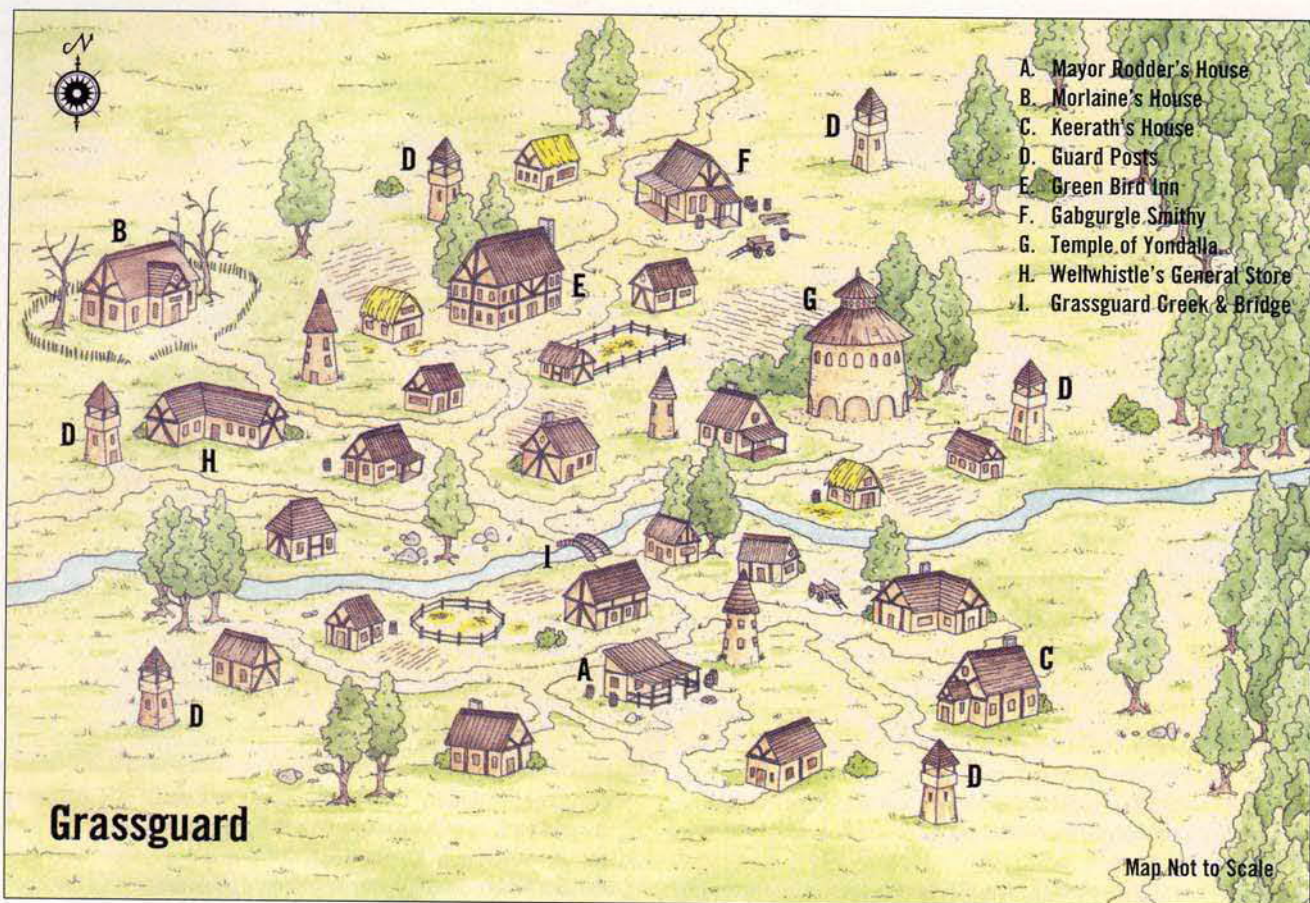 N
A. Mayor Rodder's House
B. Morlaine's House
C. Keerath's House
D. Guard Posts
E. Green Bird Inn
F. Gabgurgle Smithy
G. Temple of Yondalla
H. Wellwhistle's General Store
I. Grassguard Creek & Bridge
D
D
F
B
E
G
D
D
H
I
A
C
D
D
Grassguard
Map Not to Scale